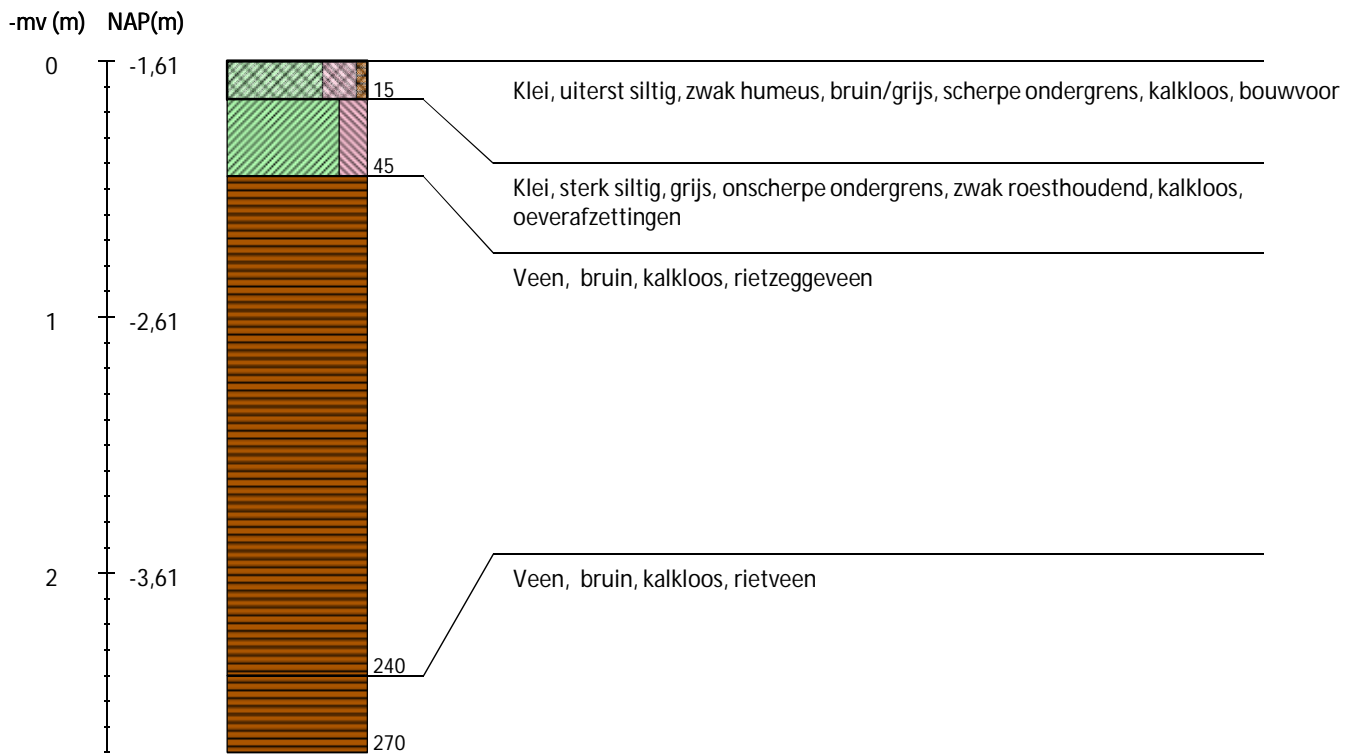 -mv (m) NAP(m)
0 -1,61
15
Klei, uiterst siltig, zwak humeus, bruin/grijs, scherpe ondergrens, kalkloos, bouwvoor
45
Klei, sterk siltig, grijs, onscherpe ondergrens, zwak roesthoudend, kalkloos,
oeverafzettingen
Veen, bruin, kalkloos, rietzeggeveen
1 -2,61
2 -3,61
Veen, bruin, kalkloos, rietveen
240
270